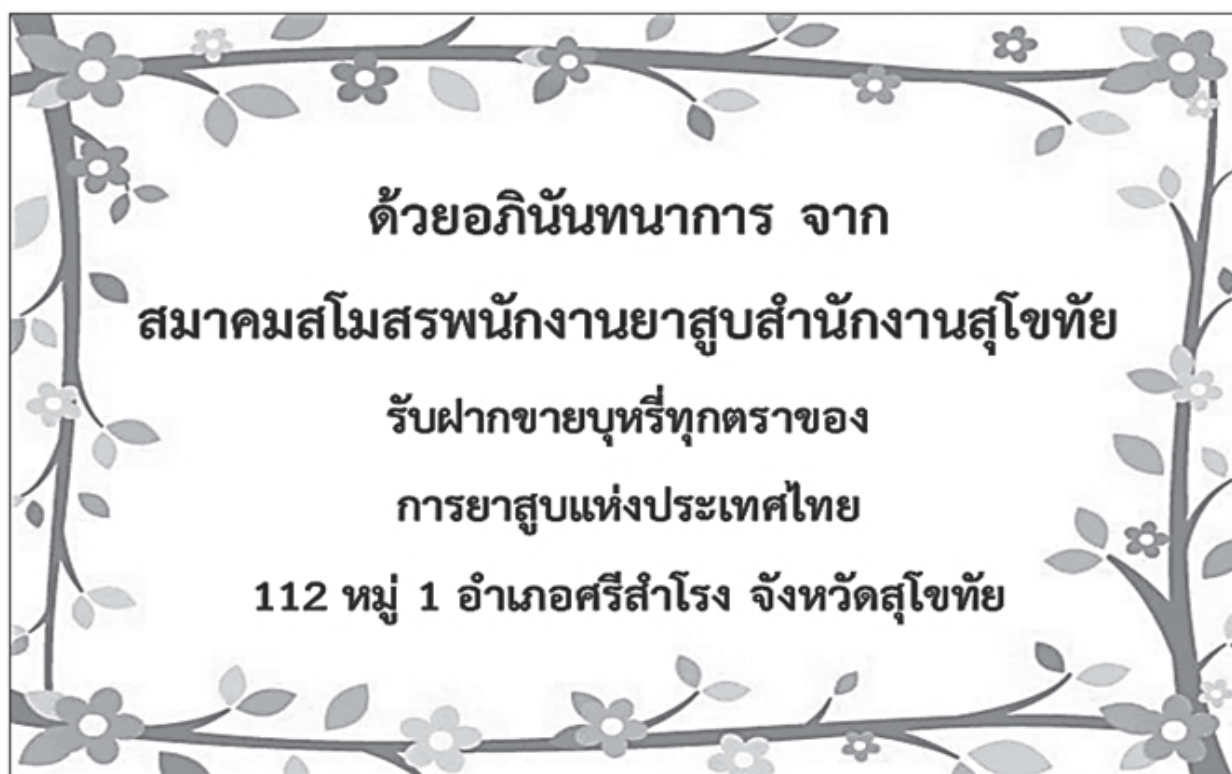 ด้วยอภินันทนาการ จาก
สมาคมสโมสรพนักงานยาสูบสำนักงานสุโขทัย
รับฝากขายบุหรี่ทุกตราของ
การยาสูบแห่งประเทศไทย
112 หมู่ 1 อำเภอศรีสำโรง จังหวัดสุโขทัย